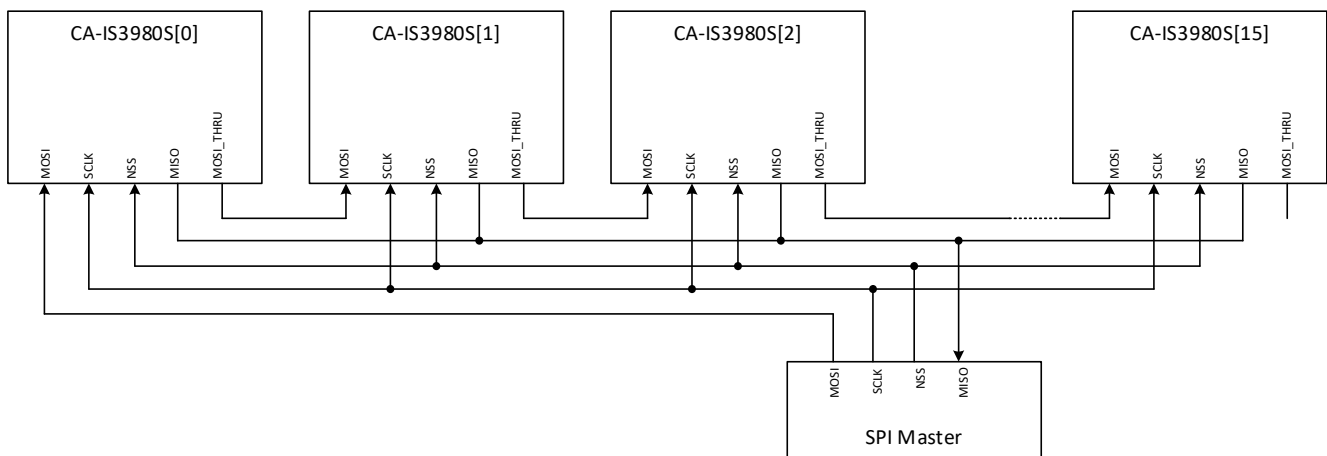 CA-IS3980S[0]
CA-IS3980S[1]
CA-IS3980S[2]
CA-IS3980S[15]
MOSI
SCLK
NSS
MISO
MOSI_THRU
MOSI
SCLK
NSS
MISO
MOSI_THRU
MOSI
SCLK
NSS
MISO
MOSI_THRU
MOSI
SCLK
NSS
MISO
MOSI_THRU
MOSI
SCLK
NSS
MISO
SPI Master